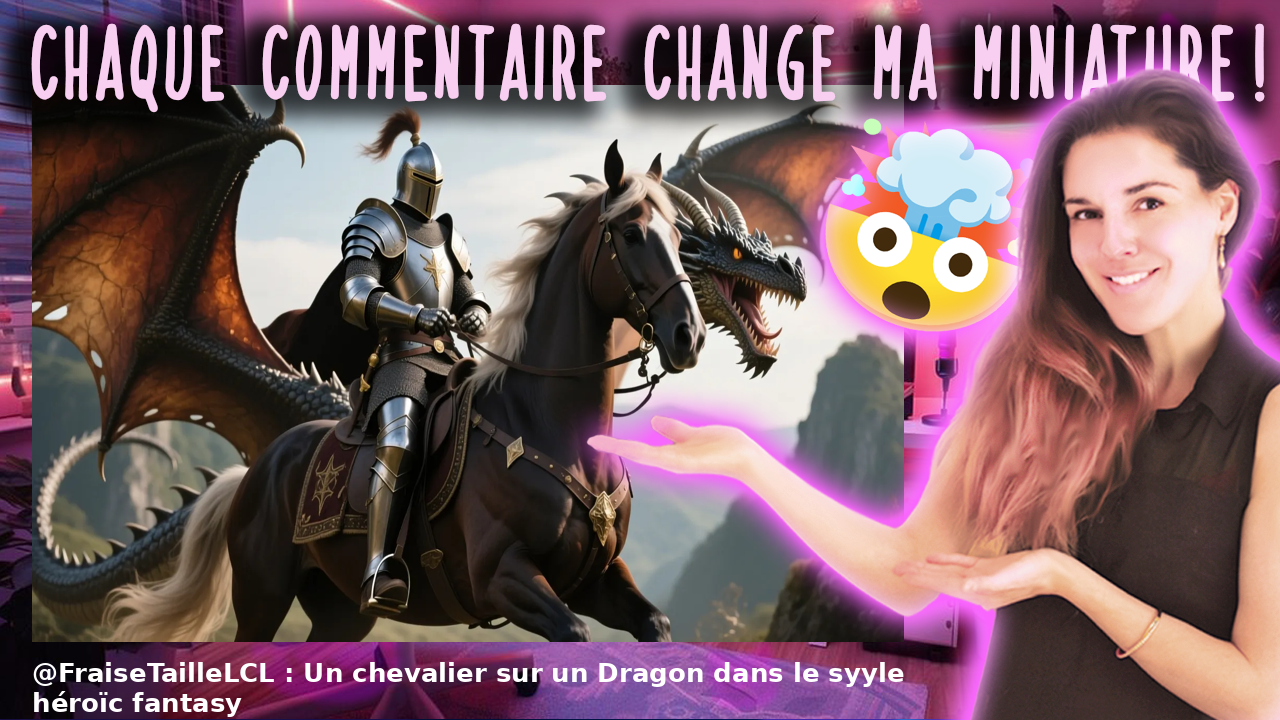 CHAQUE COMMENTAIRE CHANGE MA MINIATURE!
@FraiseTailleLCL : Un chevalier sur un Dragon dans le syyle
héroïc fantasy